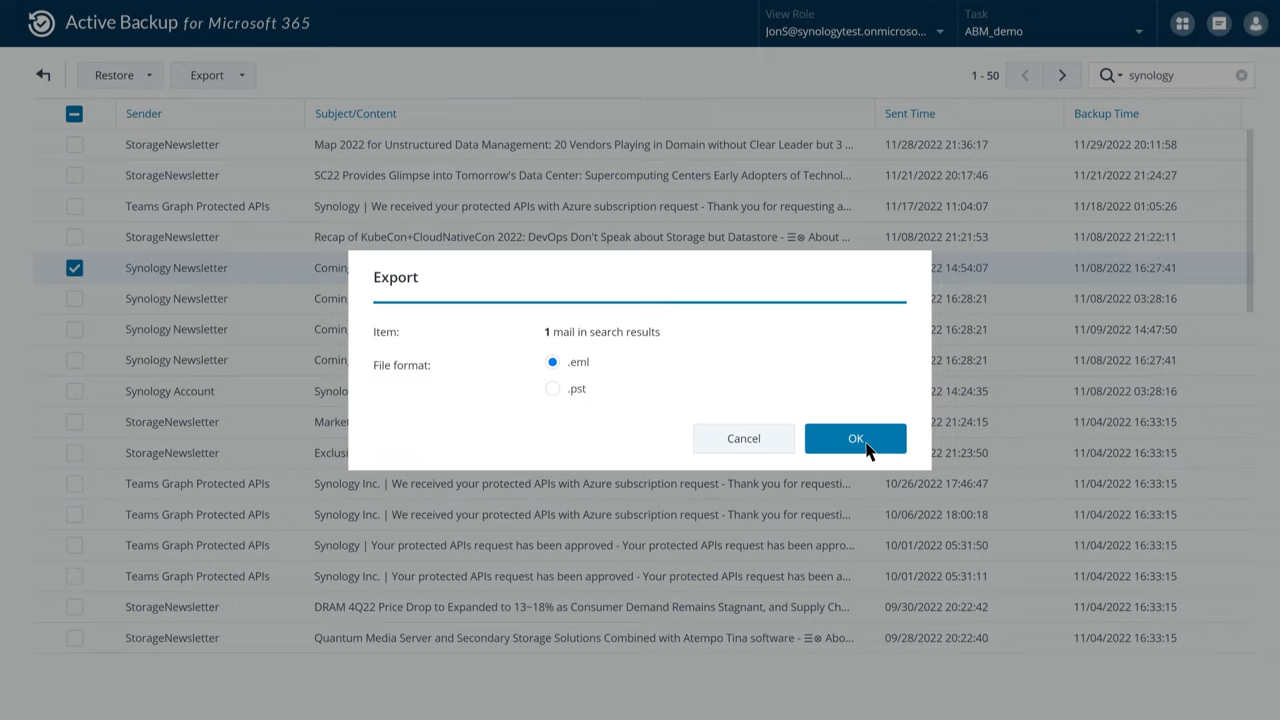 Active Backup for Microsoft 365
View Role
JonS@synologytest.onmicroso...
Task
ABM_demo
Restore
Export
1 - 50
synology
Sender
Subject/Content
Sent Time
Backup Time
StorageNewsletter
Map 2022 for Unstructured Data Management: 20 Vendors Playing in Domain without Clear Leader but 3 ...
11/28/2022 21:36:17
11/29/2022 20:11:58
StorageNewsletter
SC22 Provides Glimpse into Tomorrow's Data Center: Supercomputing Centers Early Adopters of Technol...
11/21/2022 20:17:46
11/21/2022 21:24:27
Teams Graph Protected APIs
Synology | We received your protected APIs with Azure subscription request - Thank you for requesting a...
11/17/2022 11:04:07
11/18/2022 01:05:26
StorageNewsletter
Recap of KubeCon+CloudNativeCon 2022: DevOps Don't Speak about Storage but Datastore - ☰⊗ About ...
11/08/2022 21:21:53
11/08/2022 21:22:11
Synology Newsletter
Coming
22 14:54:07
11/08/2022 16:27:41
Synology Newsletter
Coming
22 16:28:21
11/08/2022 03:28:16
Synology Newsletter
Coming
22 16:28:21
11/09/2022 14:47:50
Synology Newsletter
Coming
22 16:28:21
11/08/2022 16:27:41
Synology Account
Synolo
22 14:24:35
11/08/2022 03:28:16
StorageNewsletter
Market
22 21:24:15
11/04/2022 16:33:15
StorageNewsletter
Exclusi
22 21:23:50
11/04/2022 16:33:15
Teams Graph Protected APIs
Synology Inc. | We received your protected APIs with Azure subscription request - Thank you for requesti...
10/26/2022 17:46:47
11/04/2022 16:33:15
Teams Graph Protected APIs
Synology Inc. | We received your protected APIs with Azure subscription request - Thank you for requesti...
10/06/2022 18:00:18
11/04/2022 16:33:15
Teams Graph Protected APIs
Synology | Your protected APIs request has been approved - Your protected APIs request has been appro...
10/01/2022 05:31:50
11/04/2022 16:33:15
Teams Graph Protected APIs
Synology Inc. | Your protected APIs request has been approved - Your protected APIs request has been a...
10/01/2022 05:31:11
11/04/2022 16:33:15
StorageNewsletter
DRAM 4Q22 Price Drop to Expanded to 13~18% as Consumer Demand Remains Stagnant, and Supply Ch...
09/30/2022 20:22:42
11/04/2022 16:33:15
StorageNewsletter
Quantum Media Server and Secondary Storage Solutions Combined with Atempo Tina software - ☰⊗ Abo...
09/28/2022 20:22:40
11/04/2022 16:33:15
Export
Item:
1 mail in search results
File format:
.eml
.pst
Cancel
OK